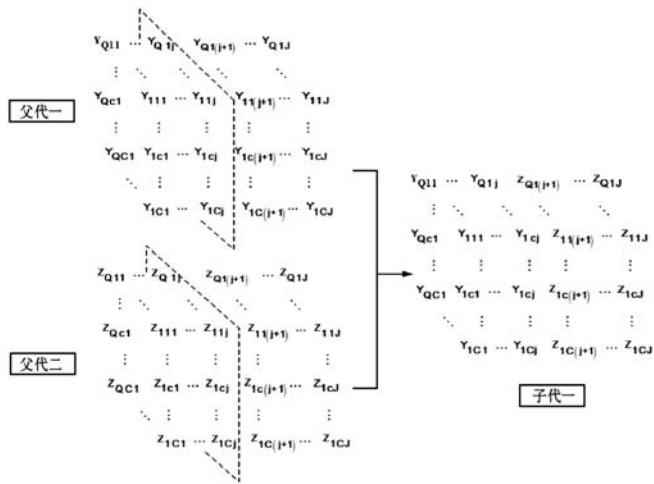 Y_Q11 ... Y_Q1j Y_Q1(j+1) ... Y_Q1J
Y_Qc1 Y_111 ... Y_11j Y_11(j+1) ... Y_11J
父代一
Y_QC1 Y_1c1 ... Y_1cj Y_1c(j+1) ... Y_1cJ
Y_1C1 ... Y_1Cj Y_1C(j+1) ... Y_1CJ
Z_Q11 ... Z_Q1j Z_Q1(j+1) ... Z_Q1J
Z_Qc1 Z_111 ... Z_11j Z_11(j+1) ... Z_11J
父代二
Z_QC1 Z_1c1 ... Z_1cj Z_1c(j+1) ... Z_1cJ
Z_1C1 ... Z_1Cj Z_1C(j+1) ... Z_1CJ
Y_Q11 ... Y_Q1j Z_Q1(j+1) ... Z_Q1J
Y_Qc1 Y_111 ... Y_1cj Z_11(j+1) ... Z_11J
Y_QC1 Y_1c1 ... Y_1cj Z_1c(j+1) ... Z_1cJ
Y_1C1 ... Y_1Cj Z_1C(j+1) ... Z_1CJ
子代一